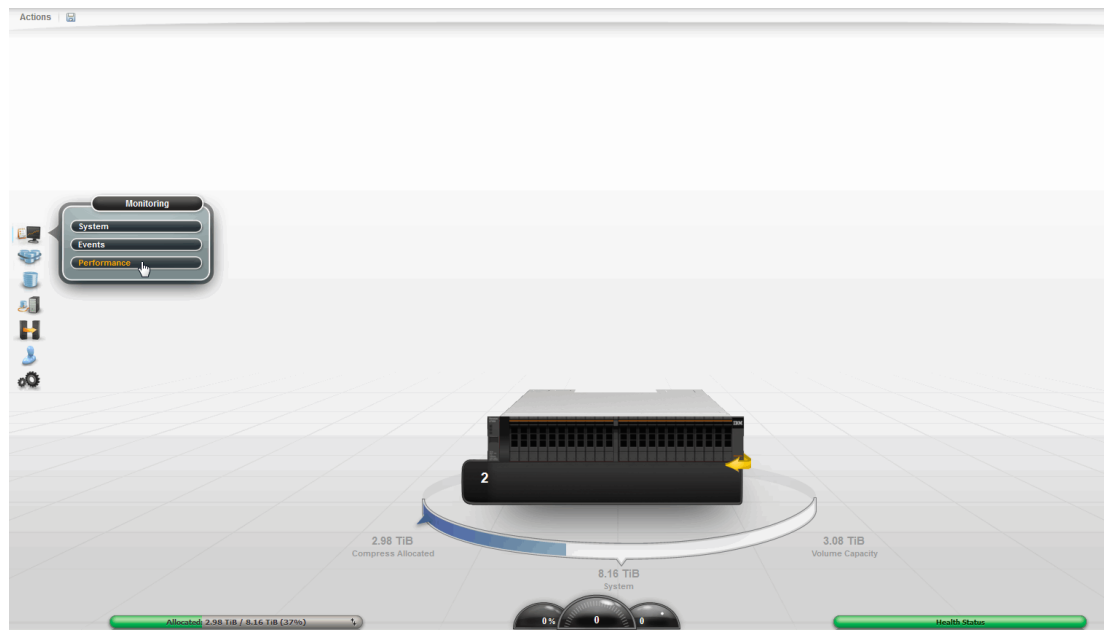 Actions
Monitoring
System
Events
Performance
IBM
2
2.98 TiB
Compress Allocated
3.08 TiB
Volume Capacity
8.16 TiB
System
0%
0
0
Allocated: 2.98 TiB / 8.16 TiB (37%)
Health Status